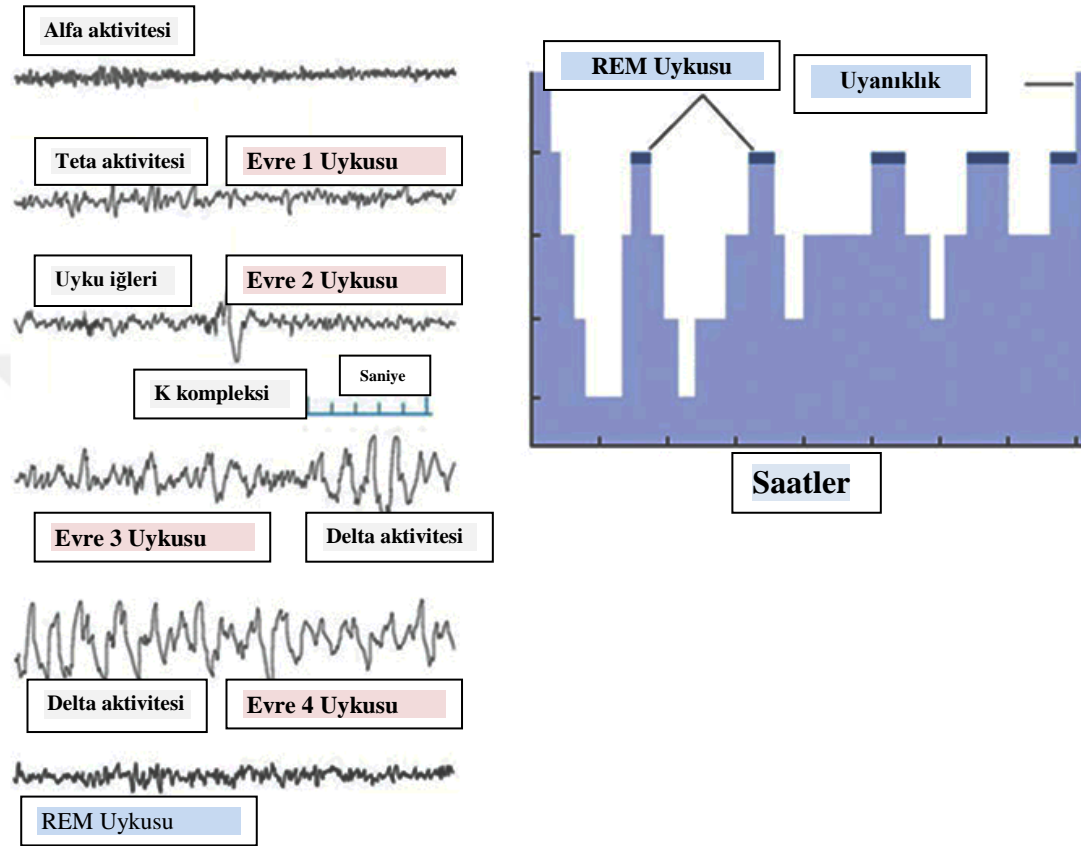 Alfa aktivitesi
Teta aktivitesi
Evre 1 Uykusu
Uyku iğleri
Evre 2 Uykusu
K kompleksi
Saniye
Evre 3 Uykusu
Delta aktivitesi
Delta aktivitesi
Evre 4 Uykusu
REM Uykusu
REM Uykusu
Uyanıklık
Saatler